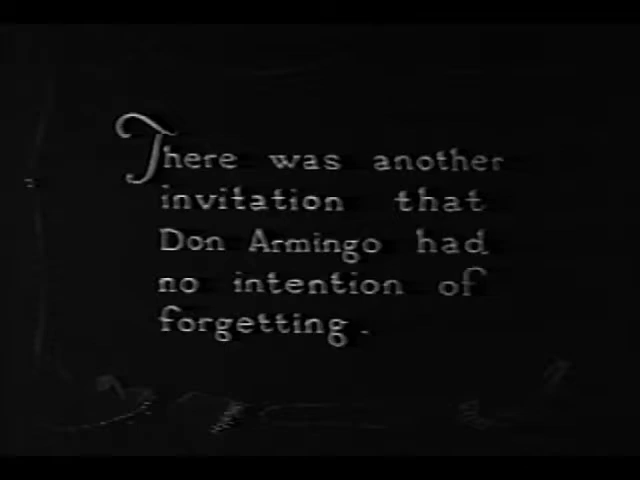 There was another
invitation that
Don Armingo had
no intention of
forgetting.